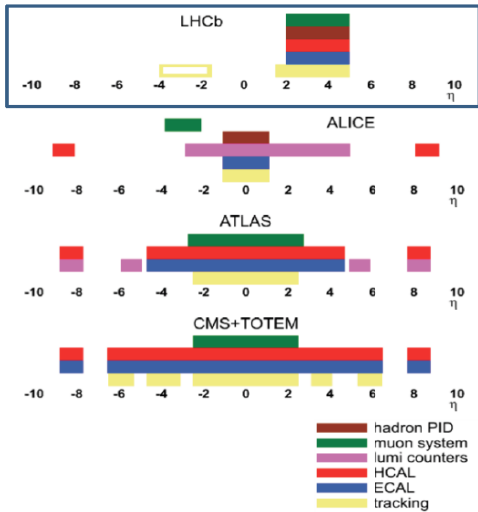 LHCb
-10 -8 -6 -4 -2 0 2 4 6 8 10
η
ALICE
-10 -8 -6 -4 -2 0 2 4 6 8 10
η
ATLAS
-10 -8 -6 -4 -2 0 2 4 6 8 10
η
CMS+TOTEM
-10 -8 -6 -4 -2 0 2 4 6 8 10
η
hadron PID
muon system
lumi counters
HCAL
ECAL
tracking